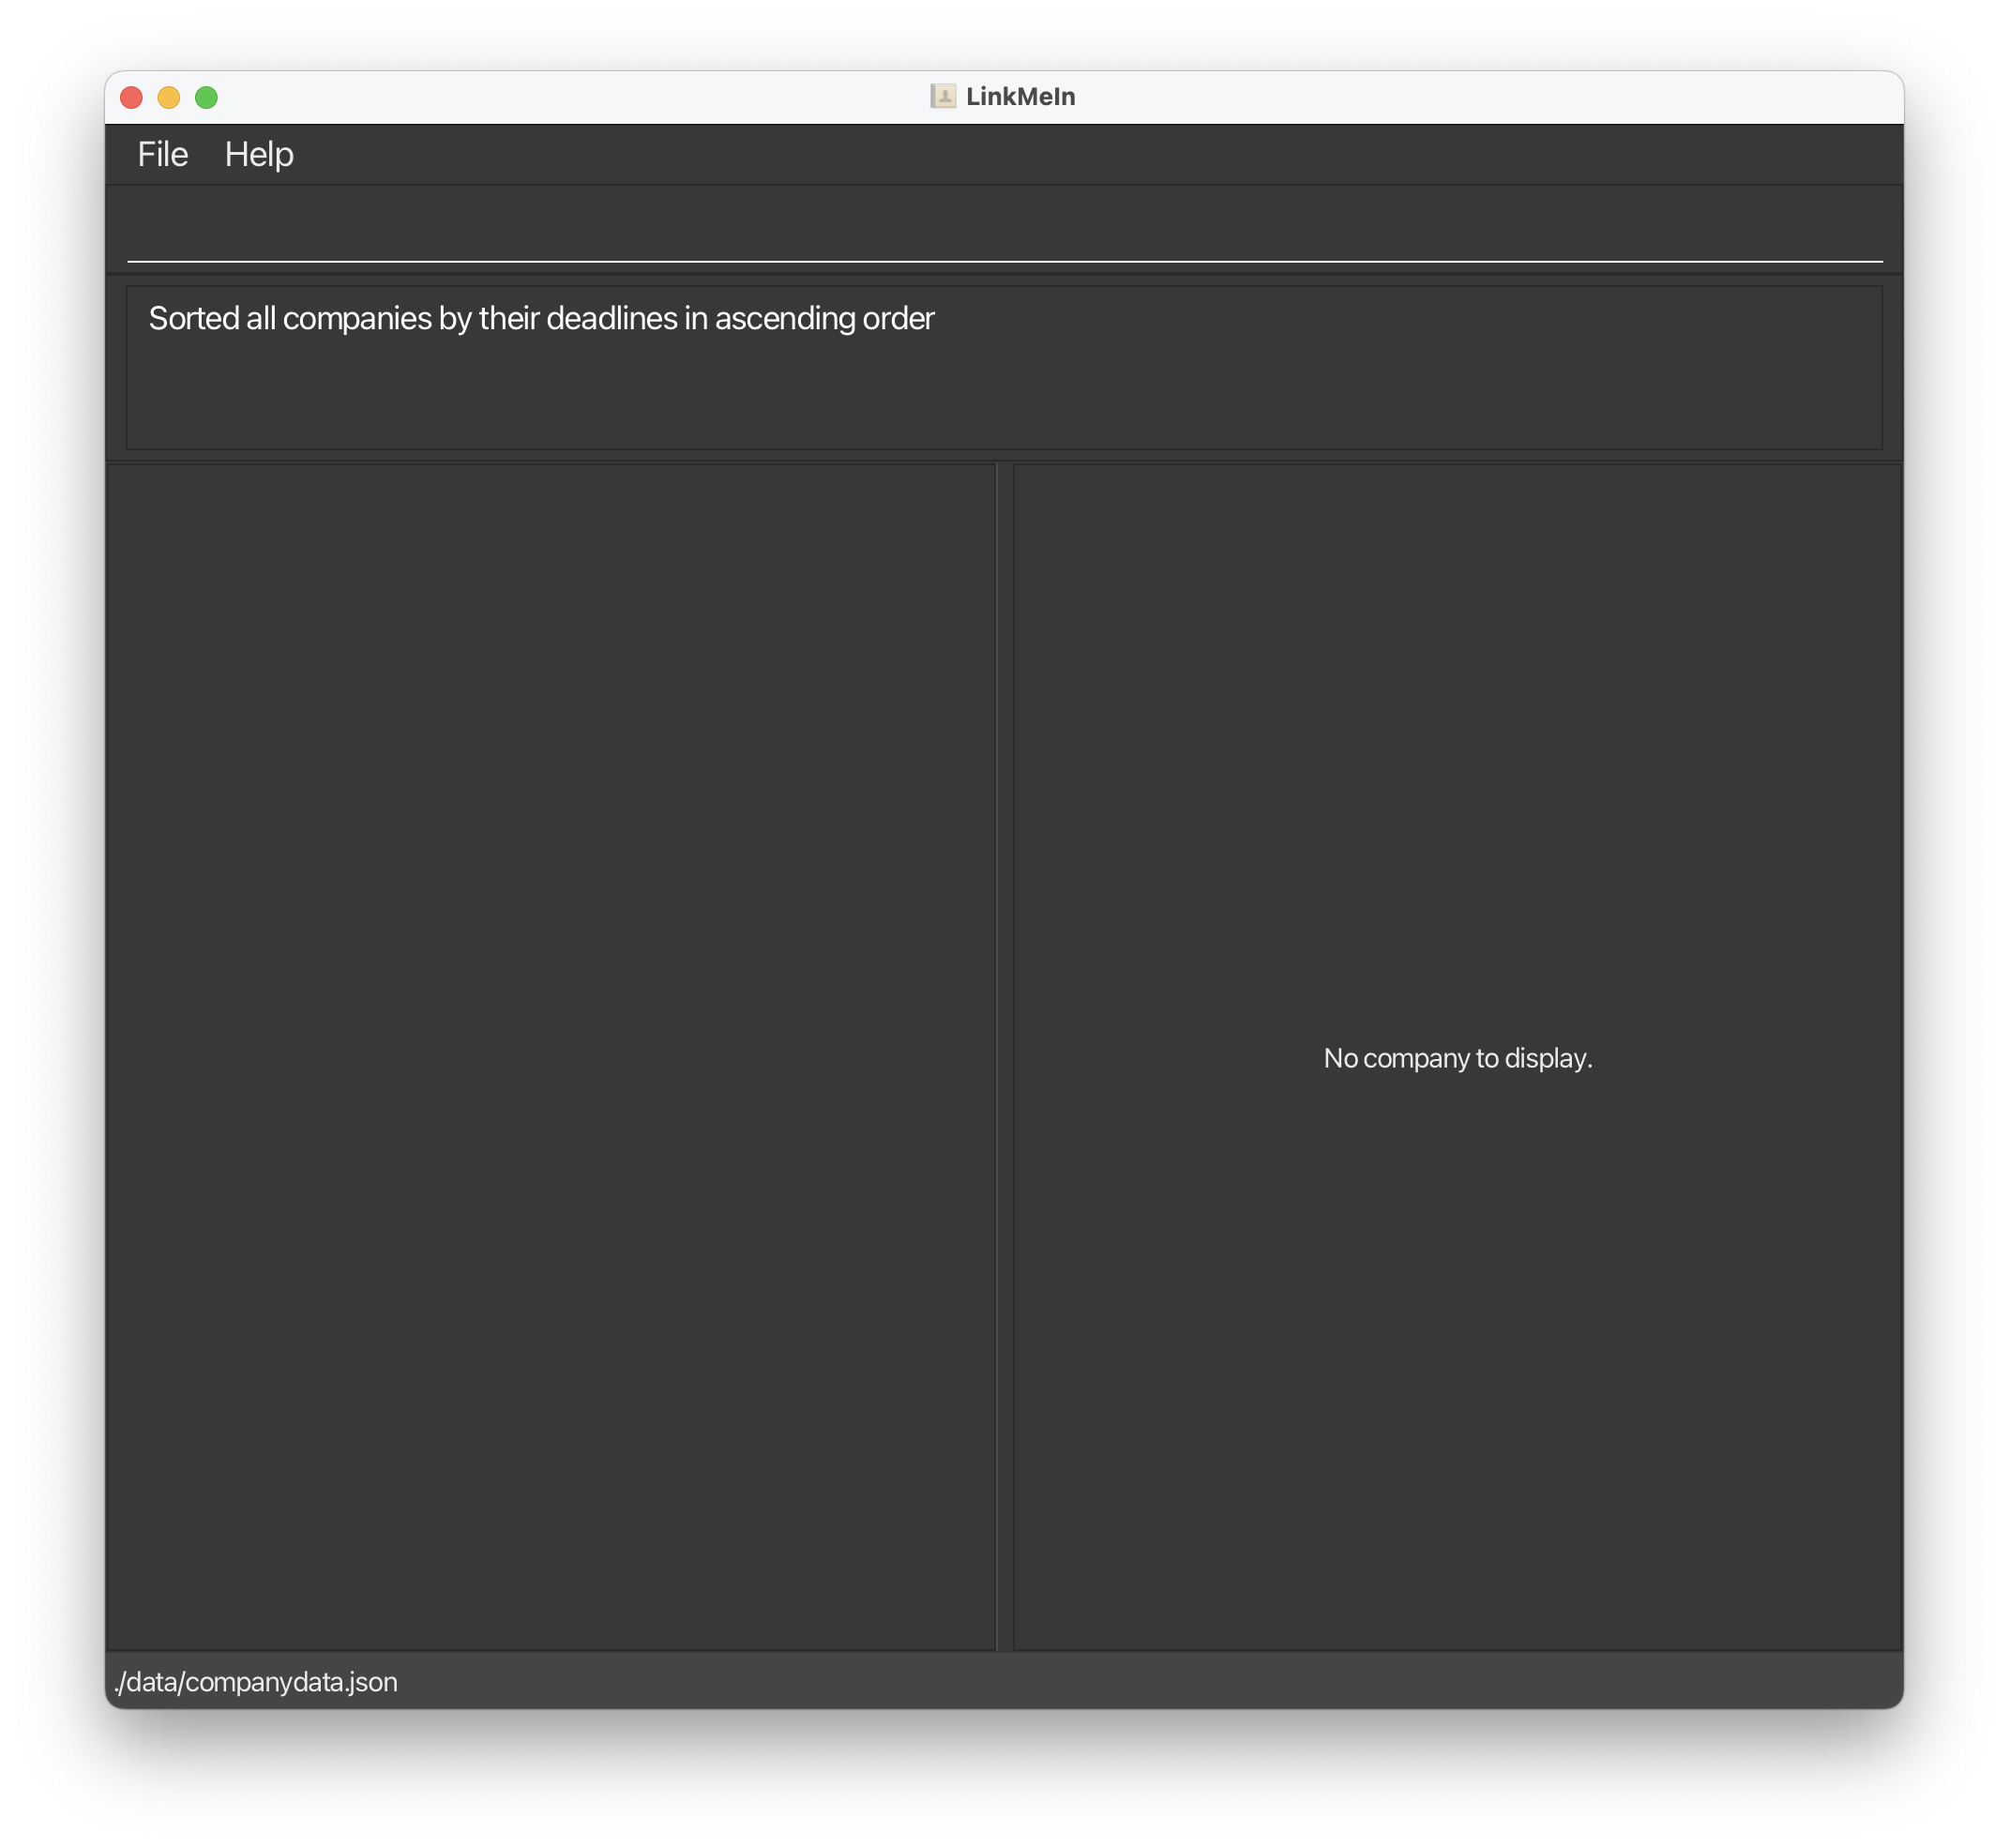 LinkMeIn
File Help
Sorted all companies by their deadlines in ascending order
No company to display.
./data/companydata.json